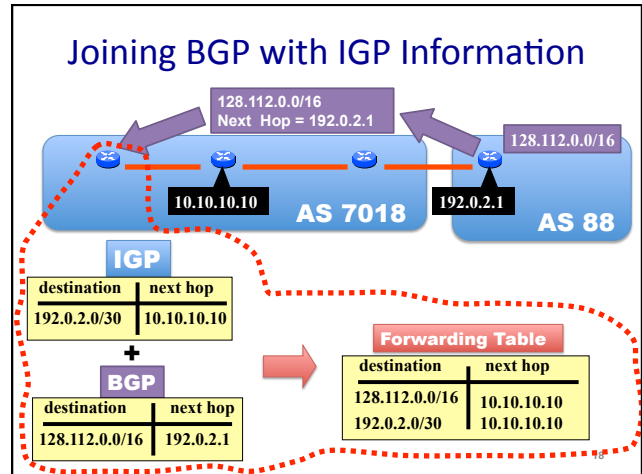 Joining BGP with IGP Information
128.112.0.0/16
Next Hop = 192.0.2.1
128.112.0.0/16
10.10.10.10
AS 7018
192.0.2.1
AS 88
IGP
destination next hop
192.0.2.0/30 10.10.10.10
+
BGP
destination next hop
128.112.0.0/16 192.0.2.1
Forwarding Table
destination next hop
128.112.0.0/16 10.10.10.10
192.0.2.0/30 10.10.10.10
18